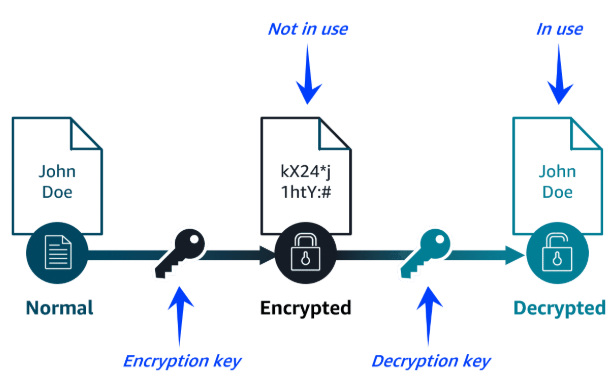 Not in use
In use
John
Doe
kX24*j
1htY:#
John
Doe
Normal
Encrypted
Decrypted
Encryption key
Decryption key